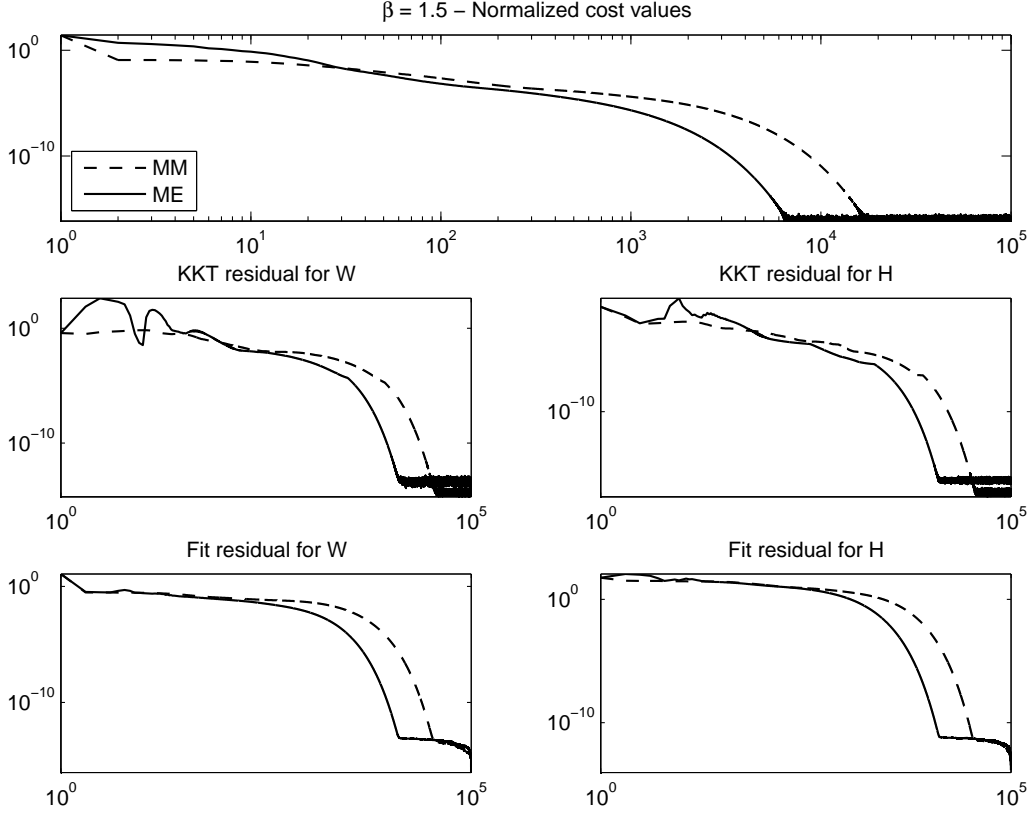 β = 1.5 – Normalized cost values
10^0
10^−10
MM
ME
10^0 10^1 10^2 10^3 10^4 10^5
KKT residual for W
10^0
10^−10
10^0 10^5
KKT residual for H
10^−10
10^0 10^5
Fit residual for W
10^0
10^−10
10^0 10^5
Fit residual for H
10^0
10^−10
10^0 10^5